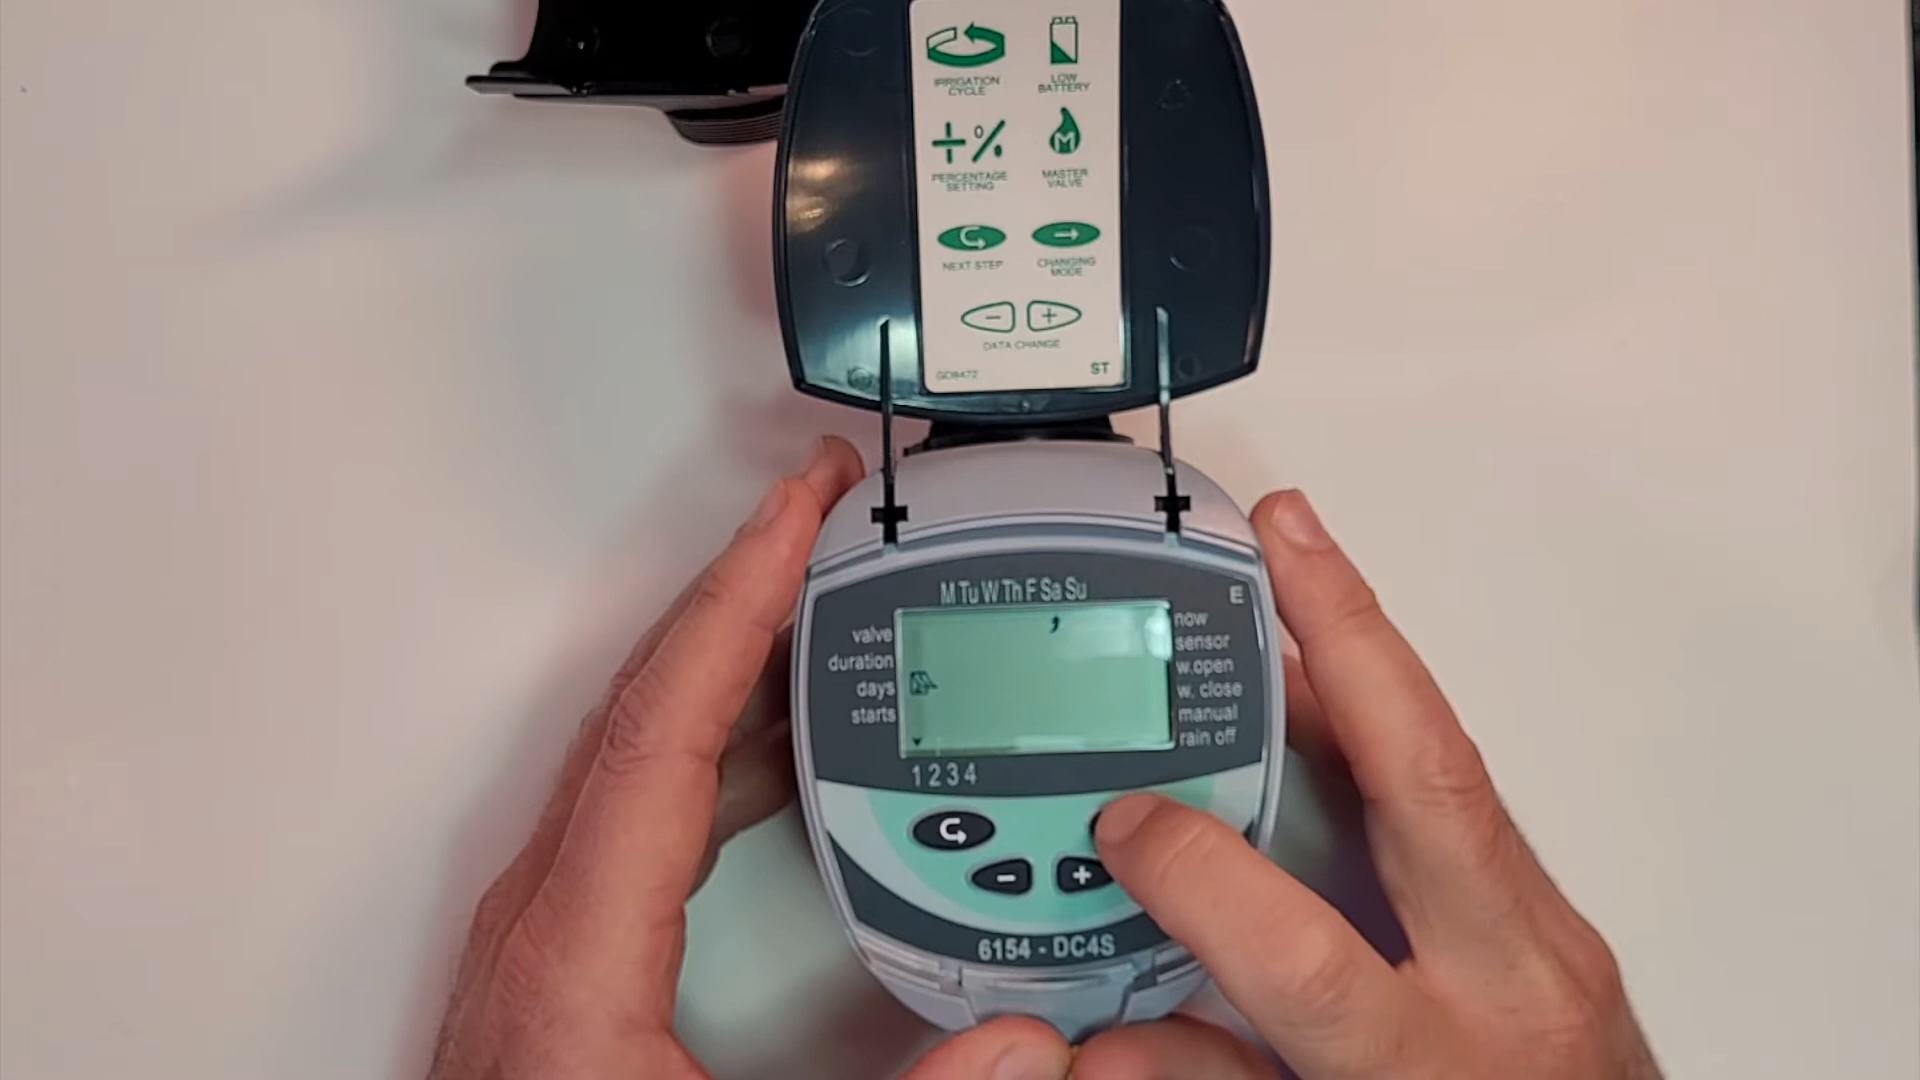 IRRIGATION
CYCLE
LOW
BATTERY
+%
PERCENTAGE
SETTING
M
MASTER
VALVE
NEXT STEP
CHANGING
MODE
- +
DATA CHANGE
GD8472
ST
M Tu W Th F Sa Su
E
valve
duration
days
starts
now
sensor
w.open
w. close
manual
rain off
1 2 3 4
- +
6154 - DC4S